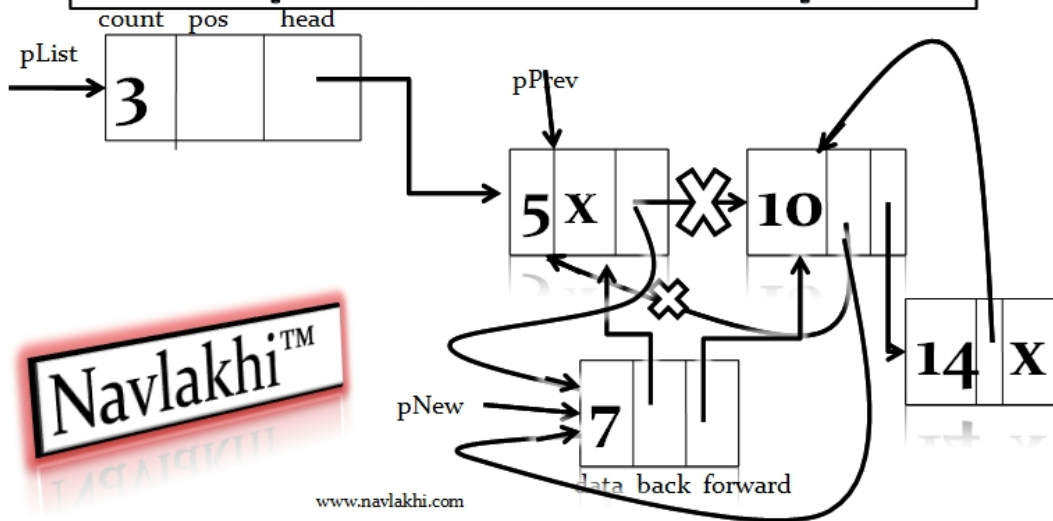 count pos head
pList
3
pPrev
5 X 10
14 X
Navlakhi™
pNew
7
data back forward
www.navlakhi.com